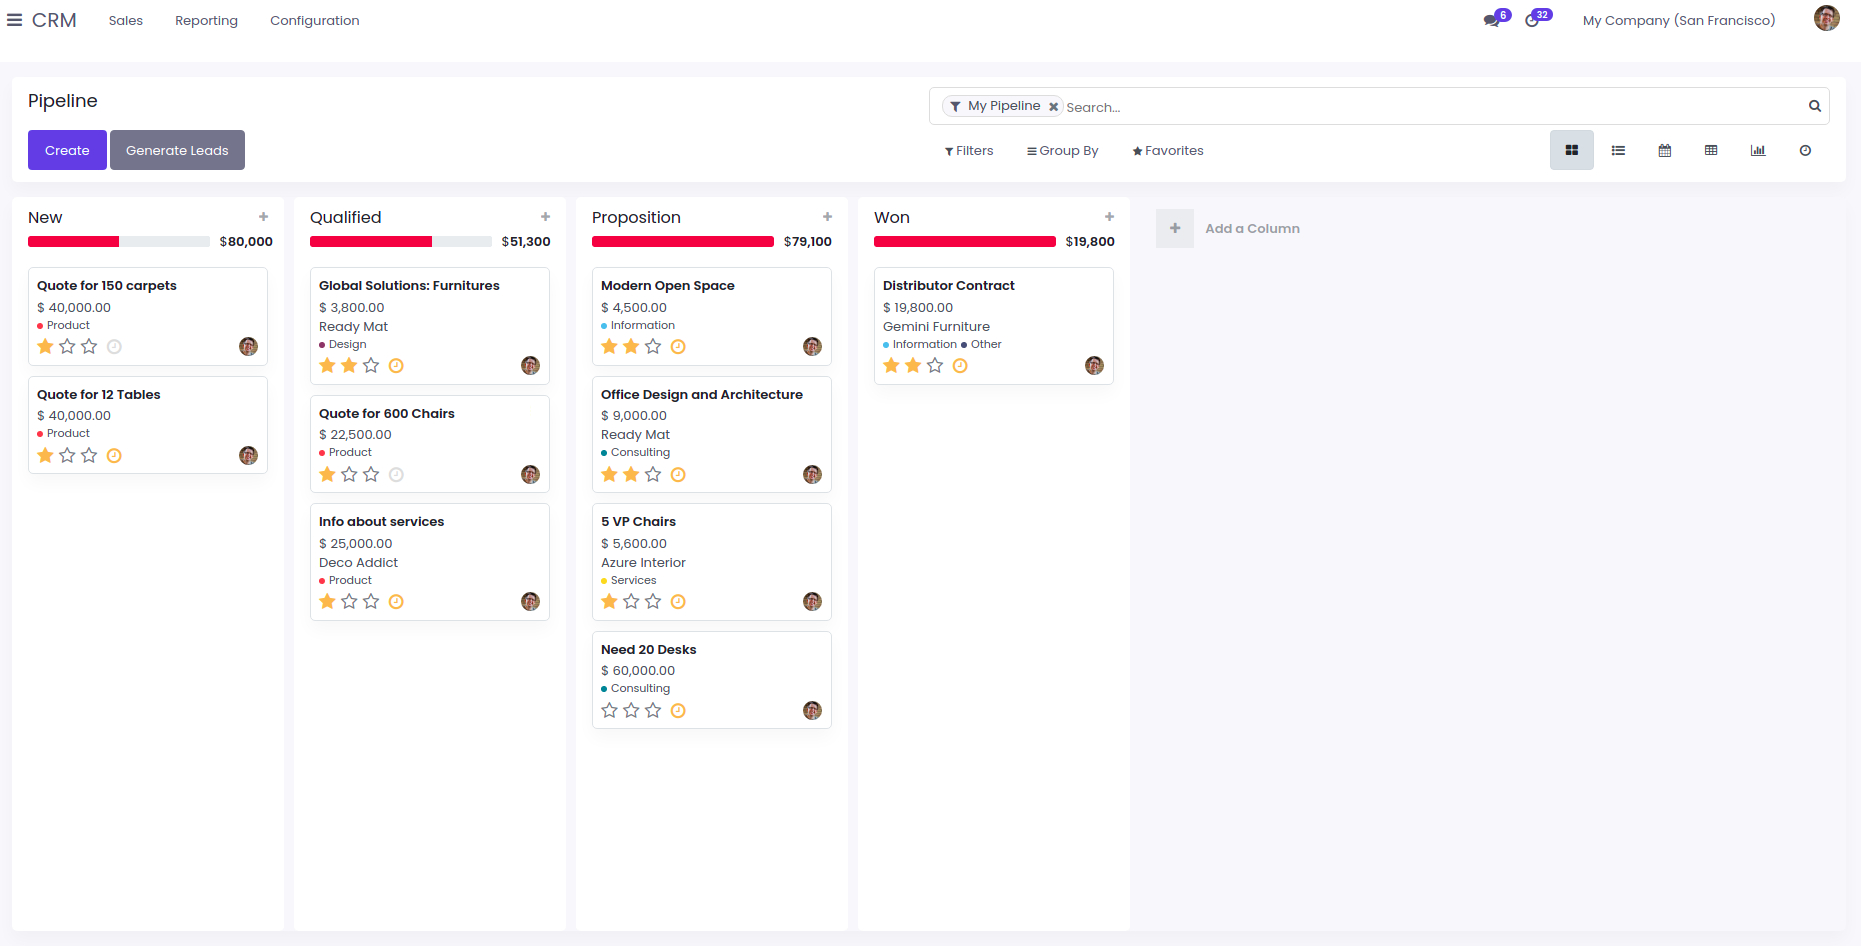 CRM Sales Reporting Configuration 6 32 My Company (San Francisco)
Pipeline
My Pipeline Search...
Create Generate Leads
Filters Group By Favorites
New
$80,000
Quote for 150 carpets
$ 40,000.00
Product
Quote for 12 Tables
$ 40,000.00
Product
Qualified
$51,300
Global Solutions: Furnitures
$ 3,800.00
Ready Mat
Design
Quote for 600 Chairs
$ 22,500.00
Product
Info about services
$ 25,000.00
Deco Addict
Product
Proposition
$79,100
Modern Open Space
$ 4,500.00
Information
Office Design and Architecture
$ 9,000.00
Ready Mat
Consulting
5 VP Chairs
$ 5,600.00
Azure Interior
Services
Need 20 Desks
$ 60,000.00
Consulting
Won
$19,800
Distributor Contract
$ 19,800.00
Gemini Furniture
Information Other
Add a Column